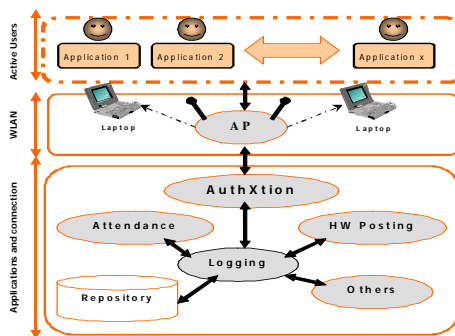 Active Users
Application 1
Application 2
Application x
WLAN
Laptop
AP
Laptop
Applications and connection
AuthXtion
Attendance
HW Posting
Logging
Repository
Others